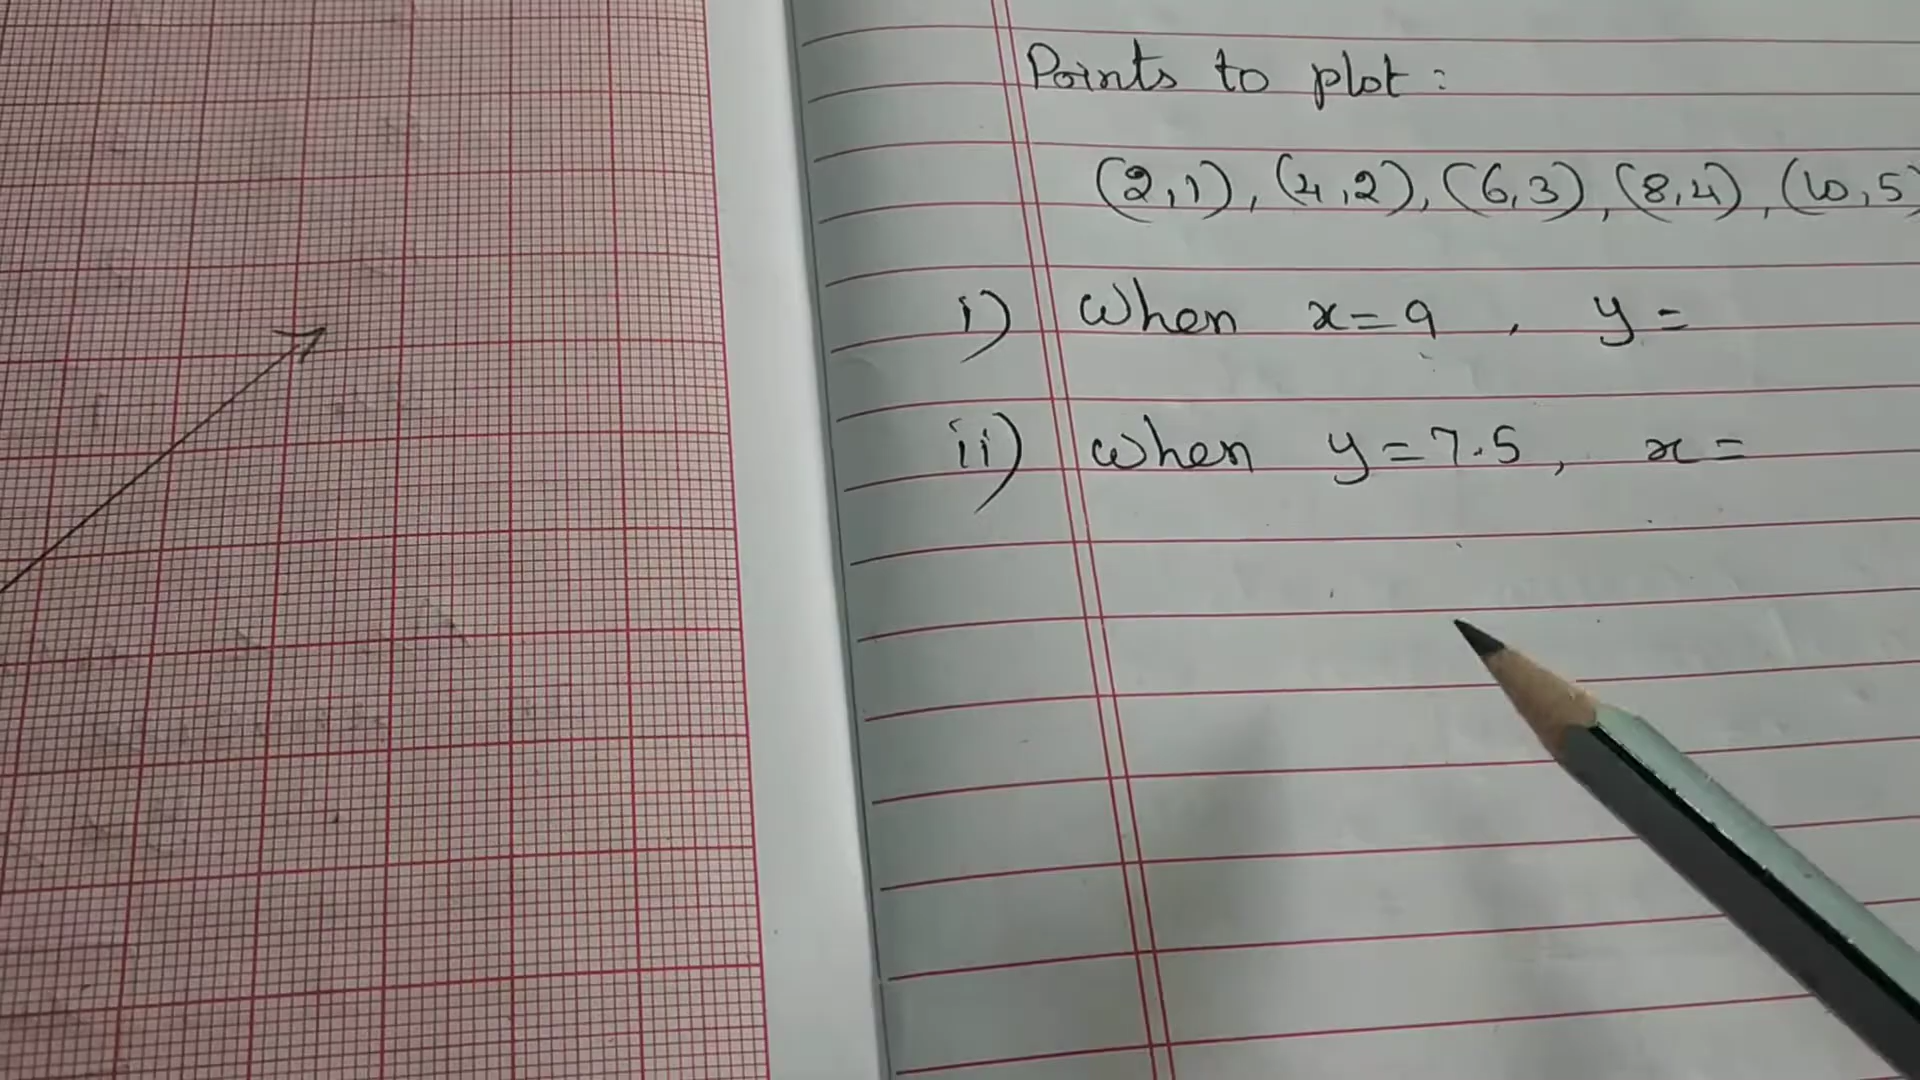 Points to plot :
(2,1), (4,2), (6,3), (8,4), (10,5)
i) When x=9 , y=
ii) When y=7.5, x=